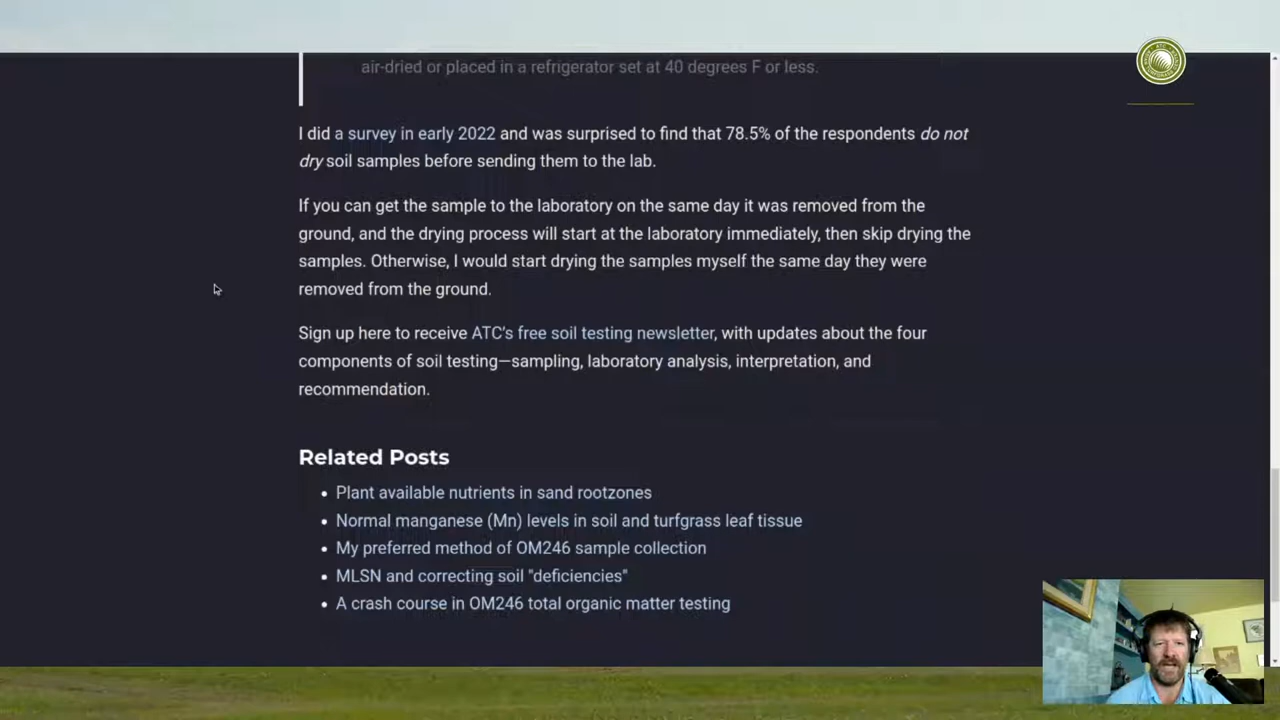 air-dried or placed in a refrigerator set at 40 degrees F or less.
I did a survey in early 2022 and was surprised to find that 78.5% of the respondents do not
dry soil samples before sending them to the lab.
If you can get the sample to the laboratory on the same day it was removed from the
ground, and the drying process will start at the laboratory immediately, then skip drying the
samples. Otherwise, I would start drying the samples myself the same day they were
removed from the ground.
Sign up here to receive ATC's free soil testing newsletter, with updates about the four
components of soil testing—sampling, laboratory analysis, interpretation, and
recommendation.
Related Posts
• Plant available nutrients in sand rootzones
• Normal manganese (Mn) levels in soil and turfgrass leaf tissue
• My preferred method of OM246 sample collection
• MLSN and correcting soil "deficiencies"
• A crash course in OM246 total organic matter testing